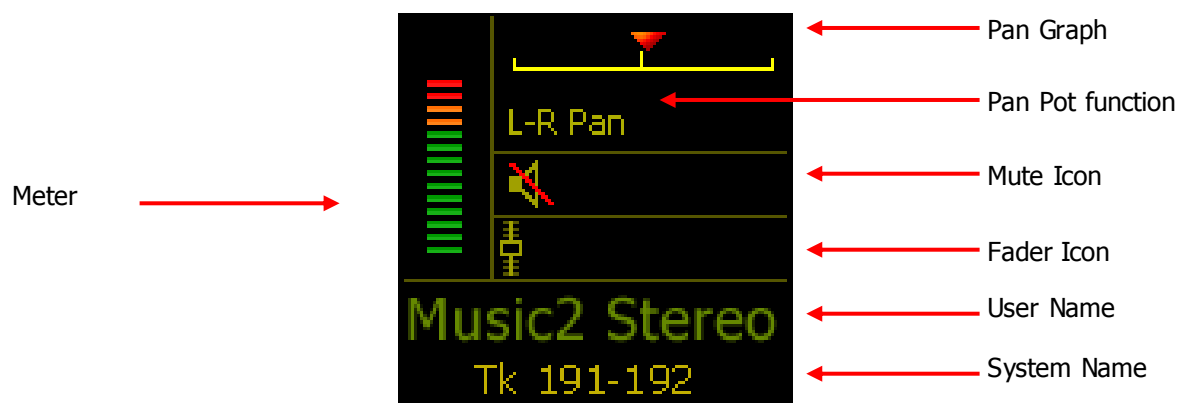 Pan Graph
L-R Pan
Pan Pot function
Mute Icon
Meter
Fader Icon
Music2 Stereo
User Name
Tk 191-192
System Name